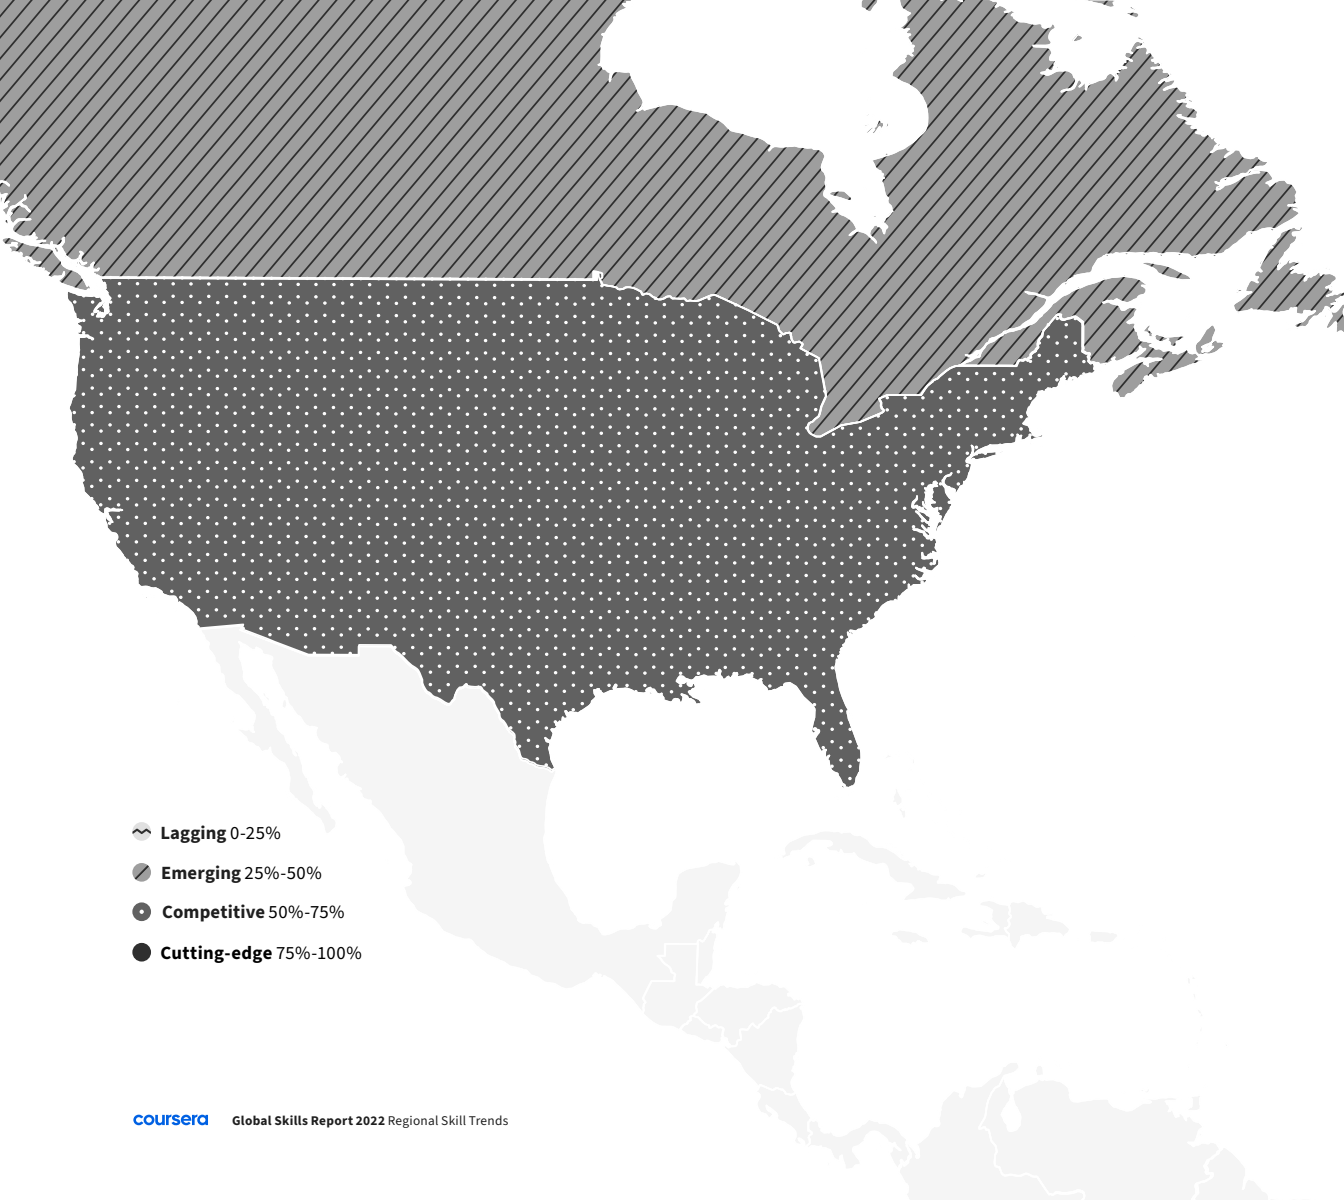 Lagging 0-25%
Emerging 25%-50%
Competitive 50%-75%
Cutting-edge 75%-100%
coursera Global Skills Report 2022 Regional Skill Trends